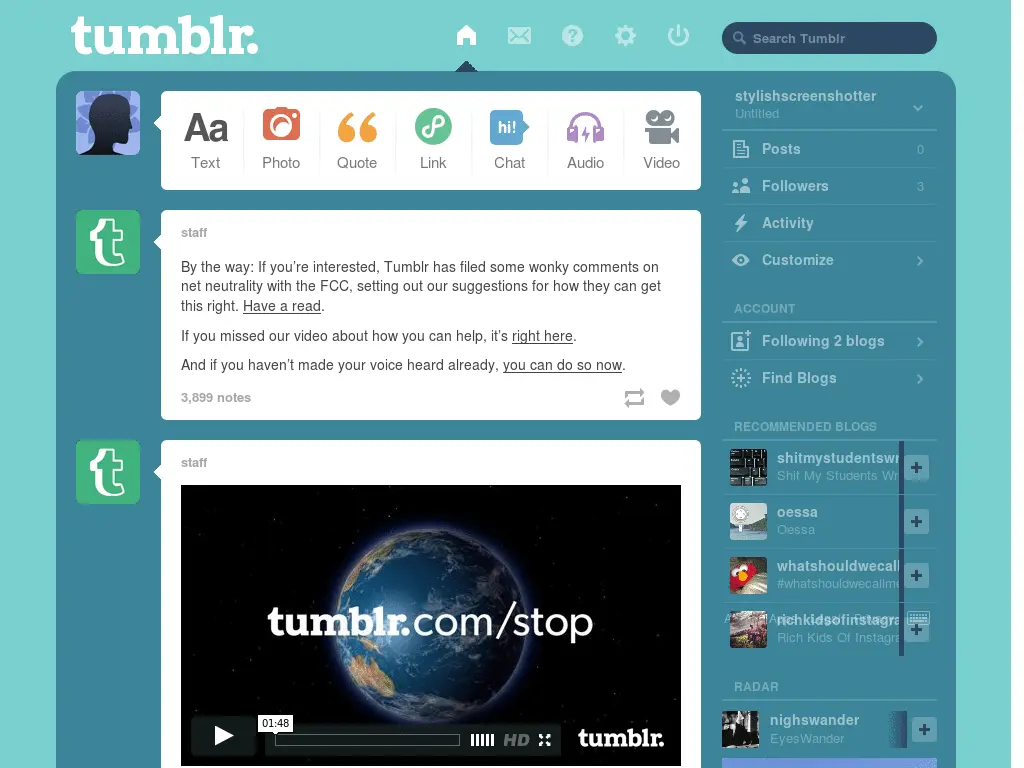 tumblr.
Search Tumblr
Aa
Text
Photo
Quote
Link
hi!
Chat
Audio
Video
staff
By the way: If you’re interested, Tumblr has filed some wonky comments on
net neutrality with the FCC, setting out our suggestions for how they can get
this right. Have a read.
If you missed our video about how you can help, it’s right here.
And if you haven’t made your voice heard already, you can do so now.
3,899 notes
staff
tumblr.com/stop
01:48
HD
tumblr.
stylishscreenshotter
Untitled
Posts 0
Followers 3
Activity
Customize
ACCOUNT
Following 2 blogs
Find Blogs
RECOMMENDED BLOGS
shitmystudentswr
Shit My Students Wr
oessa
Oessa
whatshouldwecall
#whatshouldwecallme
richkidsofinstagra
Rich Kids Of Instagra
RADAR
nighswander
EyesWander